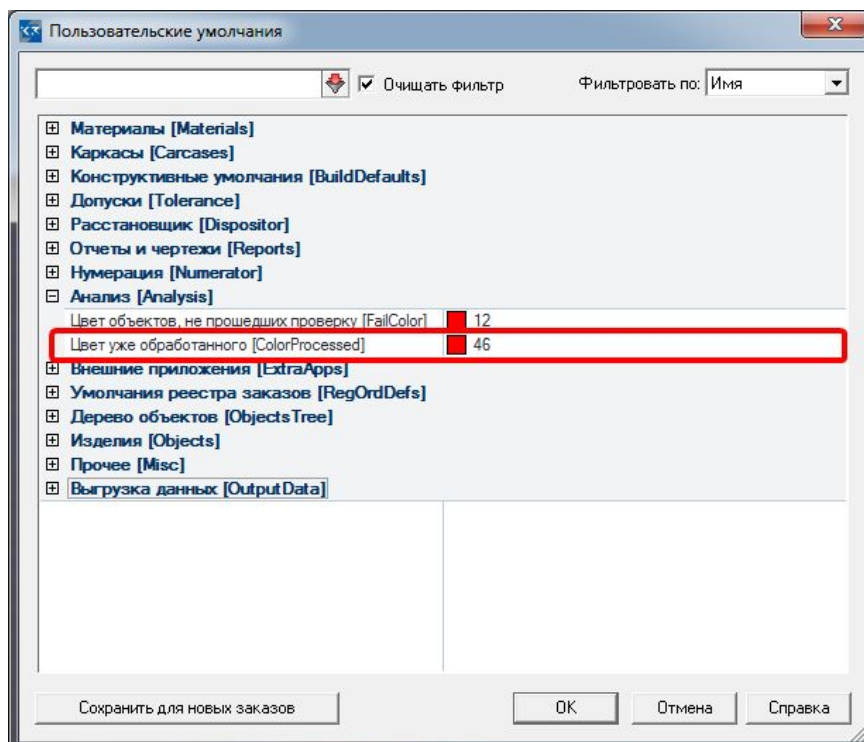 Пользовательские умолчания
Очищать фильтр Фильтровать по: Имя
Материалы [Materials]
Каркасы [Carcases]
Конструктивные умолчания [BuildDefaults]
Допуски [Tolerance]
Расстановщик [Dispositor]
Отчеты и чертежи [Reports]
Нумерация [Numerator]
Анализ [Analysis]
Цвет объектов, не прошедших проверку [FailColor] 12
Цвет уже обработанного [ColorProcessed] 46
Внешние приложения [ExtraApps]
Умолчания реестра заказов [RegOrdDefs]
Дерево объектов [ObjectsTree]
Изделия [Objects]
Прочее [Misc]
Выгрузка данных [OutputData]
Сохранить для новых заказов OK Отмена Справка